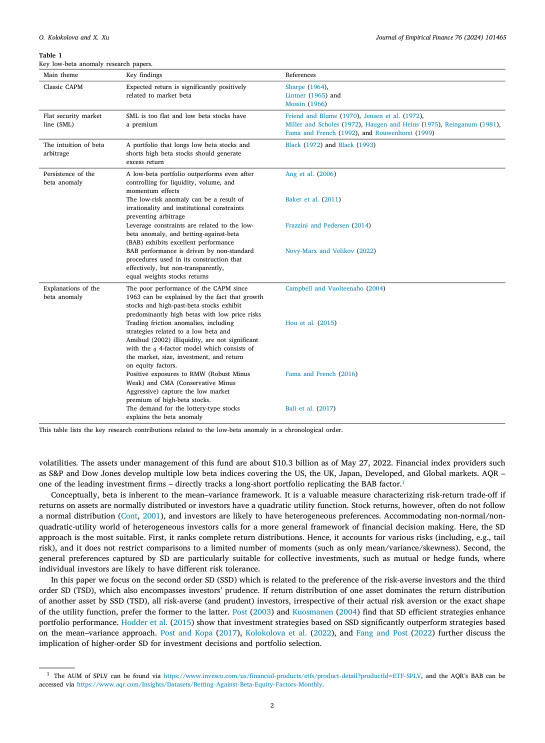 O. Kolokolova and X. Xu
Journal of Empirical Finance 76 (2024) 101465
Table 1
Key low-beta anomaly research papers.
Main theme Key findings References
Classic CAPM Expected return is significantly positively Sharpe (1964),
related to market beta Lintner (1965) and
Mossin (1966)
Flat security market SML is too flat and low beta stocks have Friend and Blume (1970), Jensen et al. (1972),
line (SML) a premium Miller and Scholes (1972), Haugen and Heins (1975), Reinganum (1981),
Fama and French (1992), and Rouwenhorst (1999)
The intuition of beta A portfolio that longs low beta stocks and Black (1972) and Black (1993)
arbitrage shorts high beta stocks should generate
excess return
Persistence of the A low-beta portfolio outperforms even after Ang et al. (2006)
beta anomaly controlling for liquidity, volume, and
momentum effects
The low-risk anomaly can be a result of Baker et al. (2011)
irrationality and institutional constraints
preventing arbitrage
Leverage constraints are related to the low- Frazzini and Pedersen (2014)
beta anomaly, and betting-against-beta
(BAB) exhibits excellent performance
BAB performance is driven by non-standard Novy-Marx and Velikov (2022)
procedures used in its construction that
effectively, but non-transparently,
equal weights stocks returns
Explanations of the The poor performance of the CAPM since Campbell and Vuolteenaho (2004)
beta anomaly 1963 can be explained by the fact that growth
stocks and high-past-beta stocks exhibit
predominantly high betas with low price risks
Trading friction anomalies, including Hou et al. (2015)
strategies related to a low beta and
Amihud (2002) illiquidity, are not significant
with the q 4-factor model which consists of
the market, size, investment, and return
on equity factors.
Positive exposures to RMW (Robust Minus Fama and French (2016)
Weak) and CMA (Conservative Minus
Aggressive) capture the low market
premium of high-beta stocks.
The demand for the lottery-type stocks Bali et al. (2017)
explains the beta anomaly
This table lists the key research contributions related to the low-beta anomaly in a chronological order.
volatilities. The assets under management of this fund are about $10.3 billion as of May 27, 2022. Financial index providers such
as S&P and Dow Jones develop multiple low beta indices covering the US, the UK, Japan, Developed, and Global markets. AQR –
one of the leading investment firms – directly tracks a long-short portfolio replicating the BAB factor.1
Conceptually, beta is inherent to the mean–variance framework. It is a valuable measure characterizing risk-return trade-off if
returns on assets are normally distributed or investors have a quadratic utility function. Stock returns, however, often do not follow
a normal distribution (Cont, 2001), and investors are likely to have heterogeneous preferences. Accommodating non-normal/non-
quadratic-utility world of heterogeneous investors calls for a more general framework of financial decision making. Here, the SD
approach is the most suitable. First, it ranks complete return distributions. Hence, it accounts for various risks (including, e.g., tail
risk), and it does not restrict comparisons to a limited number of moments (such as only mean/variance/skewness). Second, the
general preferences captured by SD are particularly suitable for collective investments, such as mutual or hedge funds, where
individual investors are likely to have different risk tolerance.
In this paper we focus on the second order SD (SSD) which is related to the preference of the risk-averse investors and the third
order SD (TSD), which also encompasses investors’ prudence. If return distribution of one asset dominates the return distribution
of another asset by SSD (TSD), all risk-averse (and prudent) investors, irrespective of their actual risk aversion or the exact shape
of the utility function, prefer the former to the latter. Post (2003) and Kuosmanen (2004) find that SD efficient strategies enhance
portfolio performance. Hodder et al. (2015) show that investment strategies based on SSD significantly outperform strategies based
on the mean–variance approach. Post and Kopa (2017), Kolokolova et al. (2022), and Fang and Post (2022) further discuss the
implication of higher-order SD for investment decisions and portfolio selection.
1 The AUM of SPLV can be found via https://www.invesco.com/us/financial-products/etfs/product-detail?productId=ETF-SPLV, and the AQR’s BAB can be
accessed via https://www.aqr.com/Insights/Datasets/Betting-Against-Beta-Equity-Factors-Monthly.
2